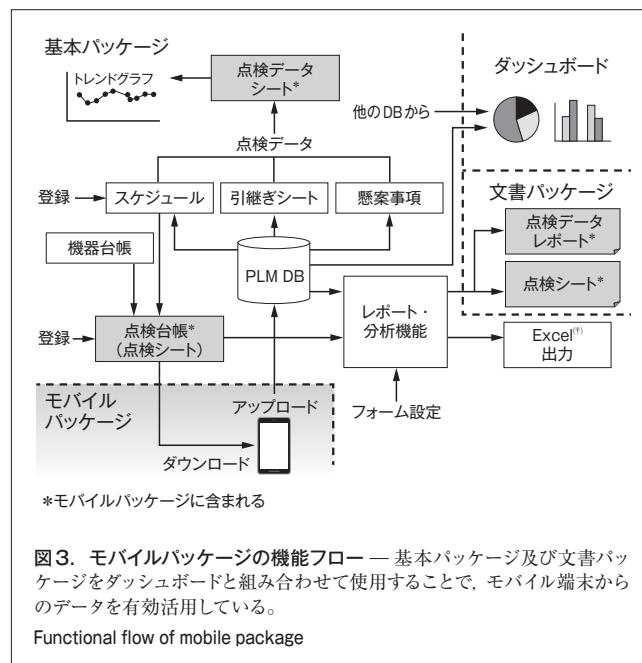 基本パッケージ
トレンドグラフ
点検データ
シート*
ダッシュボード
他のDBから
点検データ
文書パッケージ
登録
スケジュール
引継ぎシート
懸案事項
点検データ
レポート*
機器台帳
PLM DB
点検シート*
レポート・
分析機能
登録
点検台帳*
(点検シート)
Excel(†)
出力
モバイル
パッケージ
アップロード
フォーム設定
ダウンロード
*モバイルパッケージに含まれる
図3. モバイルパッケージの機能フロー — 基本パッケージ及び文書パッ
ケージをダッシュボードと組み合わせて使用することで,モバイル端末から
のデータを有効活用している。
Functional flow of mobile package